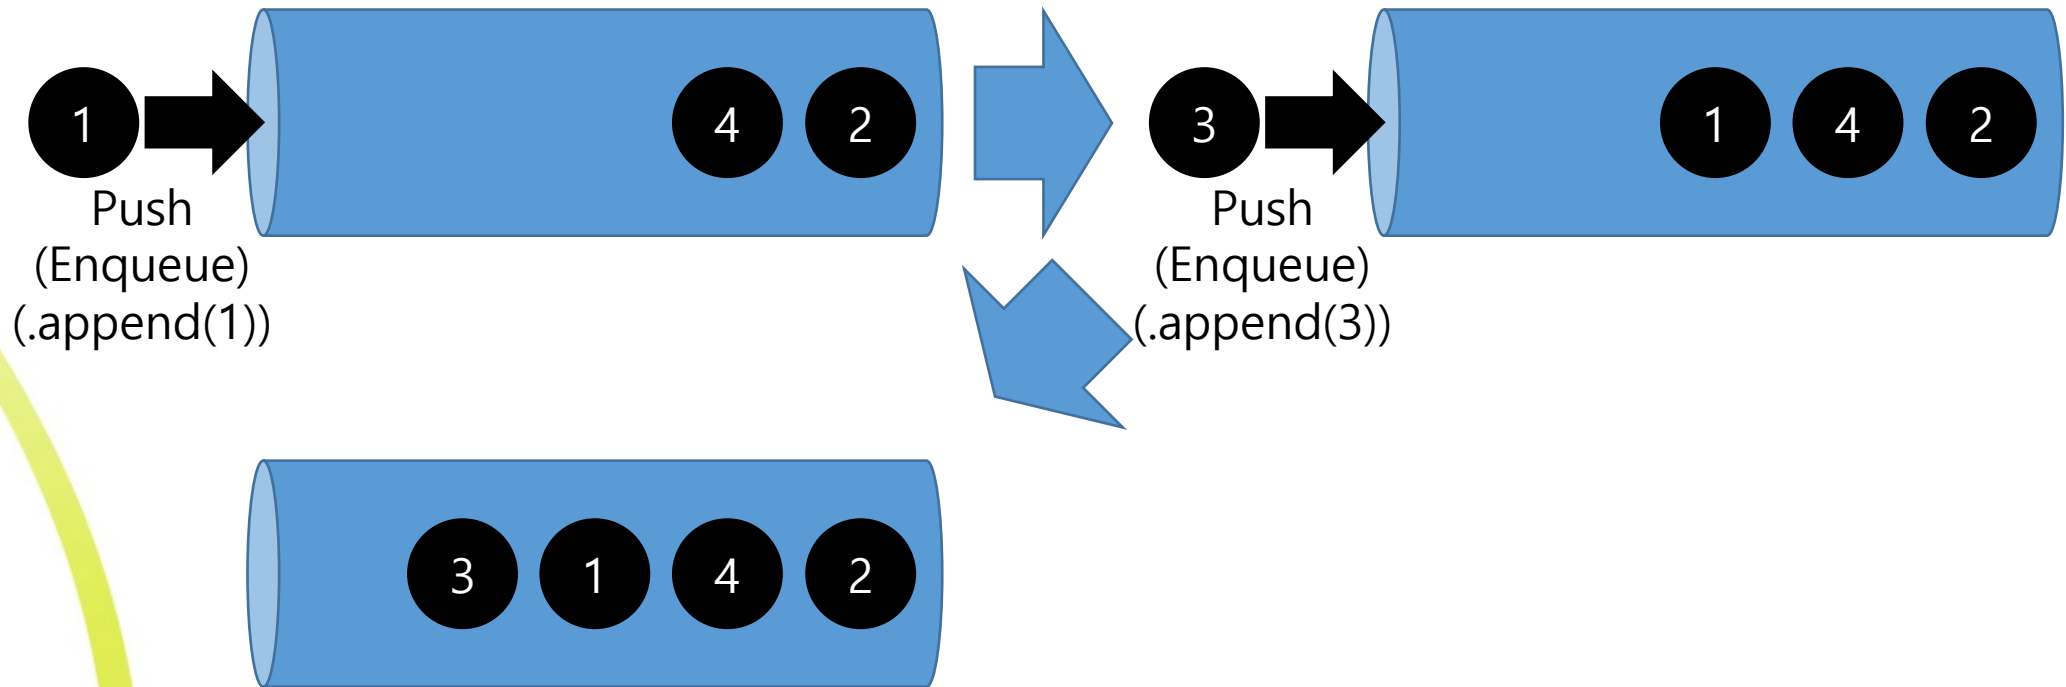 1
4 2
Push
(Enqueue)
(.append(1))
3
1 4 2
Push
(Enqueue)
(.append(3))
3 1 4 2